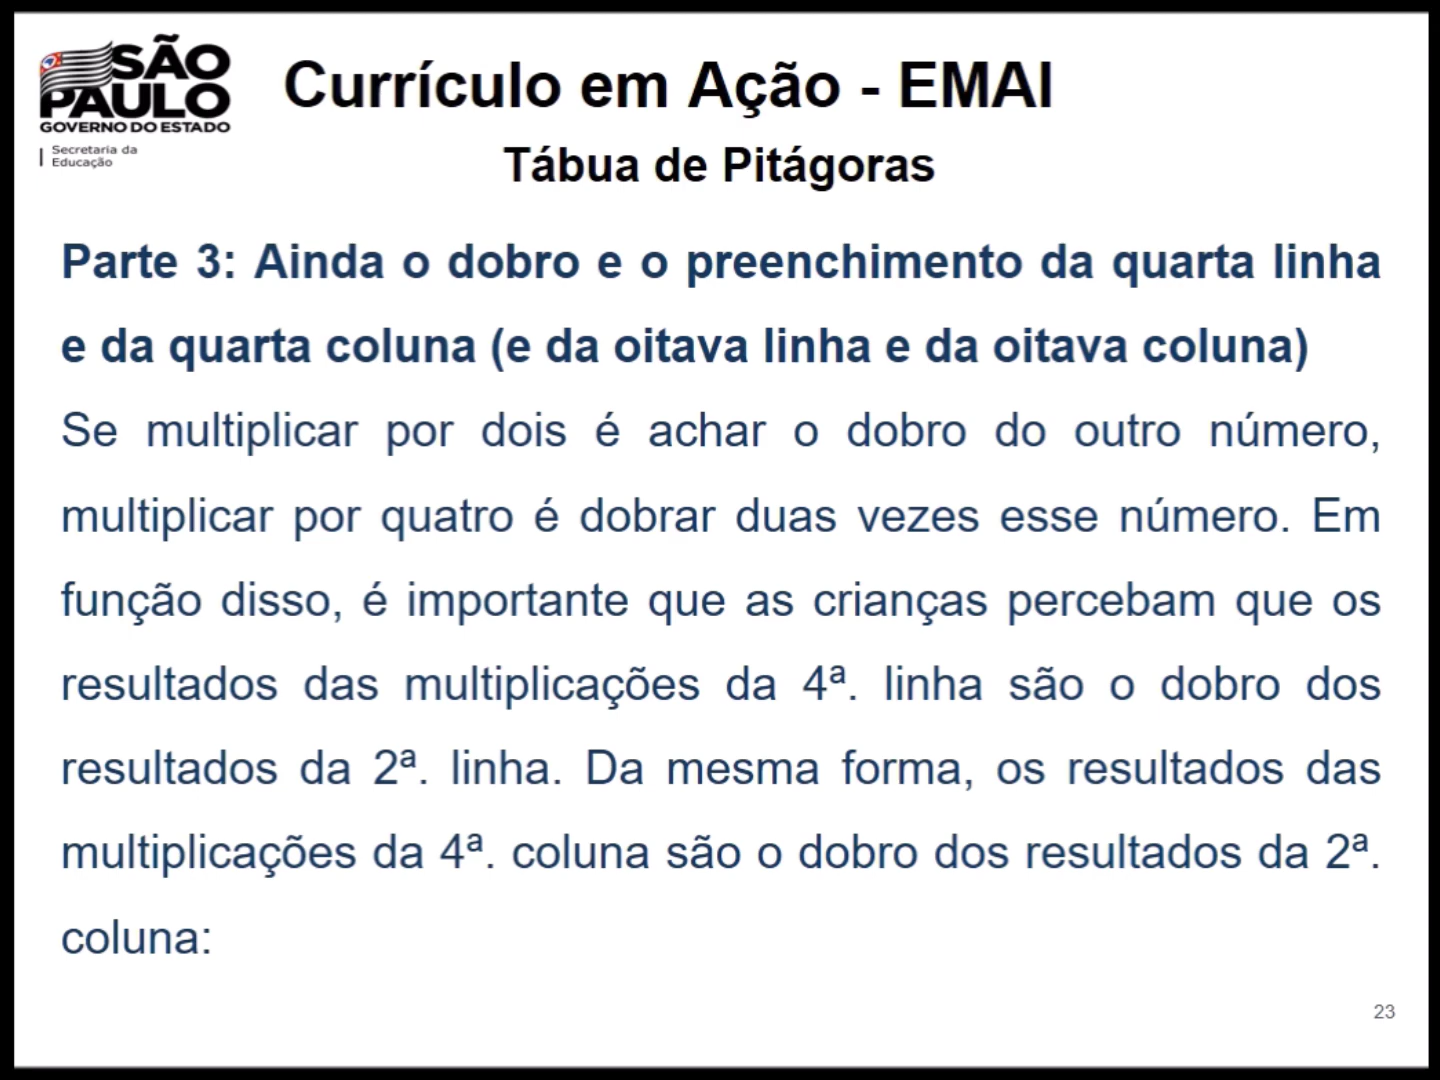 SÃO
PAULO
GOVERNO DO ESTADO
Secretaria da
Educação
Currículo em Ação - EMAI
Tábua de Pitágoras
Parte 3: Ainda o dobro e o preenchimento da quarta linha
e da quarta coluna (e da oitava linha e da oitava coluna)
Se multiplicar por dois é achar o dobro do outro número,
multiplicar por quatro é dobrar duas vezes esse número. Em
função disso, é importante que as crianças percebam que os
resultados das multiplicações da 4ª. linha são o dobro dos
resultados da 2ª. linha. Da mesma forma, os resultados das
multiplicações da 4ª. coluna são o dobro dos resultados da 2ª.
coluna:
23